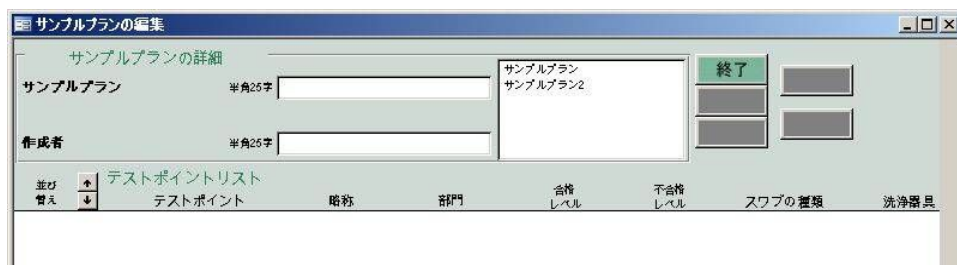 サンプルプランの編集
サンプルプランの詳細
サンプルプラン 半角25字
サンプルプラン
サンプルプラン2
終了
作成者 半角25字
並び替え
テストポイントリスト
テストポイント 略称 部門 合格レベル 不合格レベル スワブの種類 洗浄器具